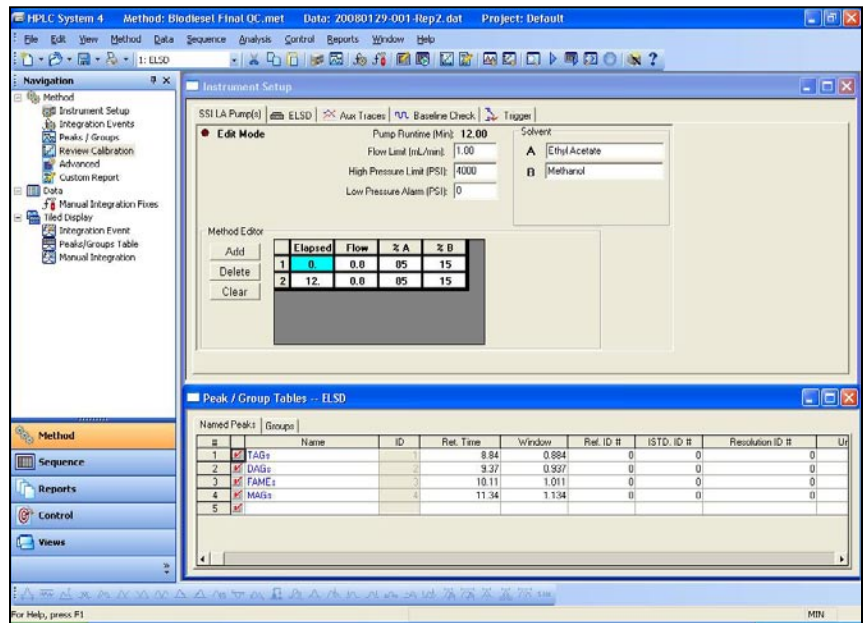 HPLC System 4 Method: Biodiesel Final QC.met Data: 20080129-001-Rep2.dat Project: Default
File Edit View Method Data Sequence Analysis Control Reports Window Help
1: ELSD
Navigation
Method
Instrument Setup
Integration Events
Peaks / Groups
Review Calibration
Advanced
Custom Report
Data
Manual Integration Fixes
Tiled Display
Integration Event
Peaks/Groups Table
Manual Integration
Method
Sequence
Reports
Control
Views
Instrument Setup
SSI LA Pump(s) ELSD Aux Traces Baseline Check Trigger
Edit Mode Pump Runtime (Min): 12.00
Flow Limit (mL/min): 1.00
High Pressure Limit (PSI): 4000
Low Pressure Alarm (PSI): 0
Solvent
A Ethyl Acetate
B Methanol
Method Editor
Add
Delete
Clear
Elapsed Flow % A % B
1 0. 0.8 85 15
2 12. 0.8 85 15
Peak / Group Tables -- ELSD
Named Peaks Groups
# Name ID Ret. Time Window Ref. ID # ISTD. ID # Resolution ID # Un
1 TAGs 1 8.84 0.884 0 0 0
2 DAGs 2 9.37 0.937 0 0 0
3 FAMEs 3 10.11 1.011 0 0 0
4 MAGs 4 11.34 1.134 0 0 0
5
For Help, press F1 MIN